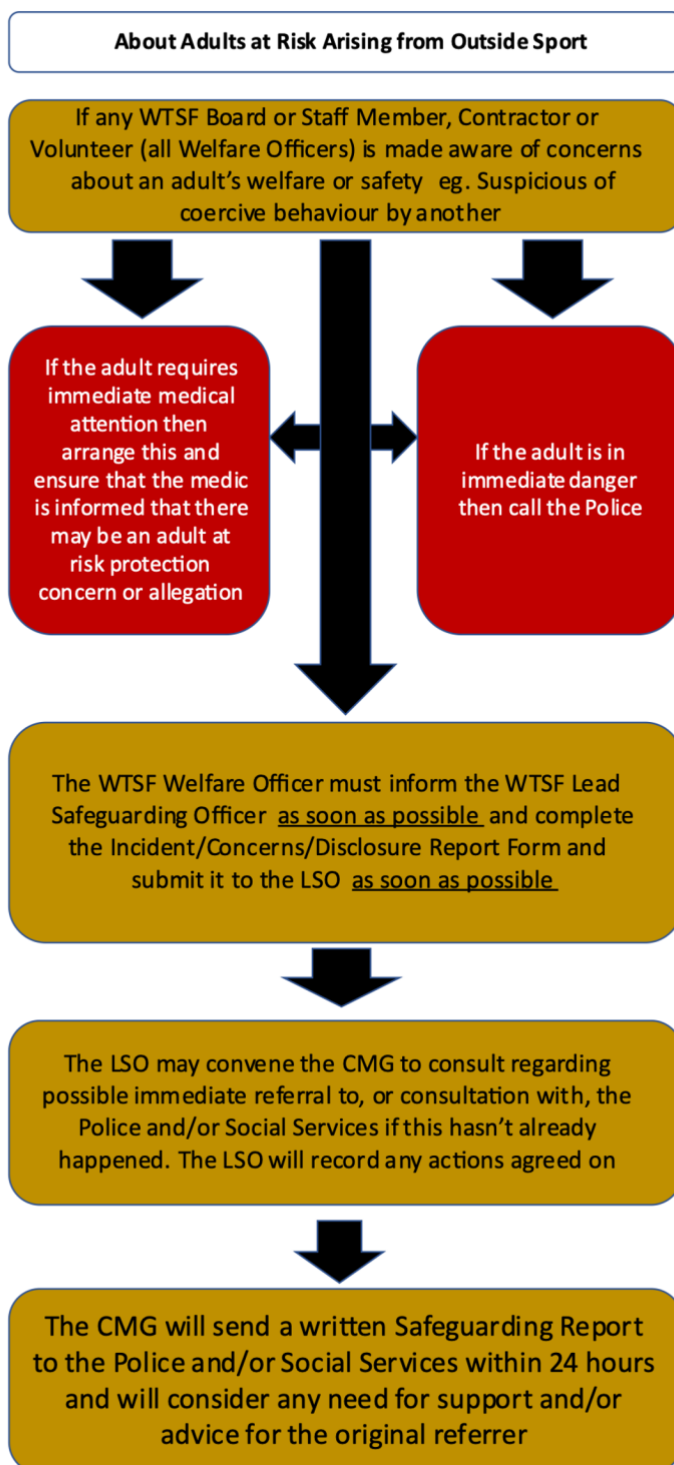 About Adults at Risk Arising from Outside Sport
If any WTSF Board or Staff Member, Contractor or
Volunteer (all Welfare Officers) is made aware of concerns
about an adult's welfare or safety eg. Suspicious of
coercive behaviour by another
If the adult requires
immediate medical
attention then
arrange this and
ensure that the medic
is informed that there
may be an adult at
risk protection
concern or allegation
If the adult is in
immediate danger
then call the Police
The WTSF Welfare Officer must inform the WTSF Lead
Safeguarding Officer as soon as possible and complete
the Incident/Concerns/Disclosure Report Form and
submit it to the LSO as soon as possible
The LSO may convene the CMG to consult regarding
possible immediate referral to, or consultation with, the
Police and/or Social Services if this hasn't already
happened. The LSO will record any actions agreed on
The CMG will send a written Safeguarding Report
to the Police and/or Social Services within 24 hours
and will consider any need for support and/or
advice for the original referrer